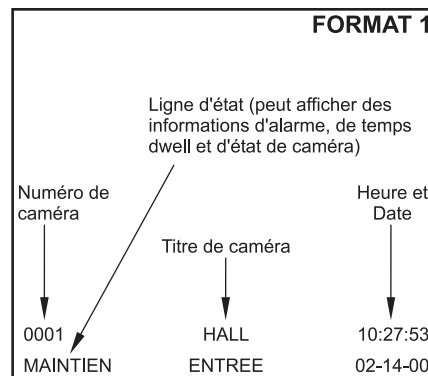 FORMAT 1
Ligne d'état (peut afficher des
informations d'alarme, de temps
dwell et d'état de caméra)
Numéro de
caméra
Heure et
Date
Titre de caméra
0001 HALL 10:27:53
MAINTIEN ENTREE 02-14-00